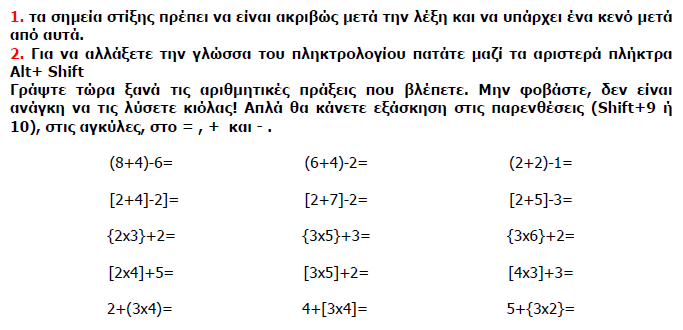 1. τα σημεία στίξης πρέπει να είναι ακριβώς μετά την λέξη και να υπάρχει ένα κενό μετά
από αυτά.
2. Για να αλλάξετε την γλώσσα του πληκτρολογίου πατάτε μαζί τα αριστερά πλήκτρα
Alt+ Shift
Γράψτε τώρα ξανά τις αριθμητικές πράξεις που βλέπετε. Μην φοβάστε, δεν είναι
ανάγκη να τις λύσετε κιόλας! Απλά θα κάνετε εξάσκηση στις παρενθέσεις (Shift+9 ή
10), στις αγκύλες, στο = , + και - .
(8+4)-6= (6+4)-2= (2+2)-1=
[2+4]-2]= [2+7]-2= [2+5]-3=
{2x3}+2= {3x5}+3= {3x6}+2=
[2x4]+5= [3x5]+2= [4x3]+3=
2+(3x4)= 4+[3x4]= 5+{3x2}=